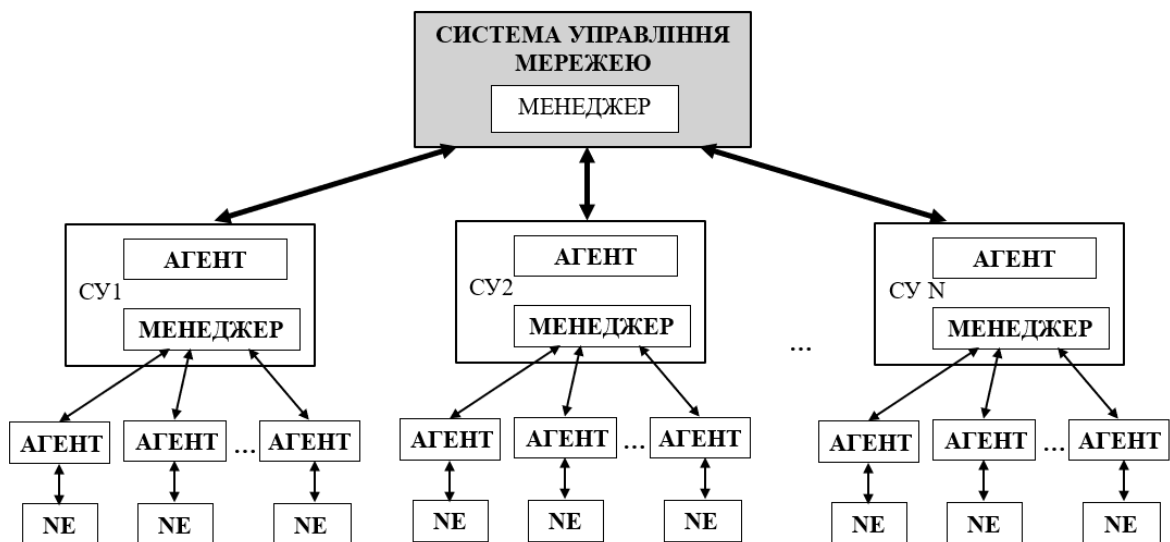 СИСТЕМА УПРАВЛІННЯ
МЕРЕЖЕЮ
МЕНЕДЖЕР
АГЕНТ
СУ1
МЕНЕДЖЕР
АГЕНТ
СУ2
МЕНЕДЖЕР
...
АГЕНТ
СУ N
МЕНЕДЖЕР
АГЕНТ
АГЕНТ
...
АГЕНТ
АГЕНТ
АГЕНТ
...
АГЕНТ
АГЕНТ
АГЕНТ
...
АГЕНТ
NE
NE
NE
NE
NE
NE
NE
NE
NE